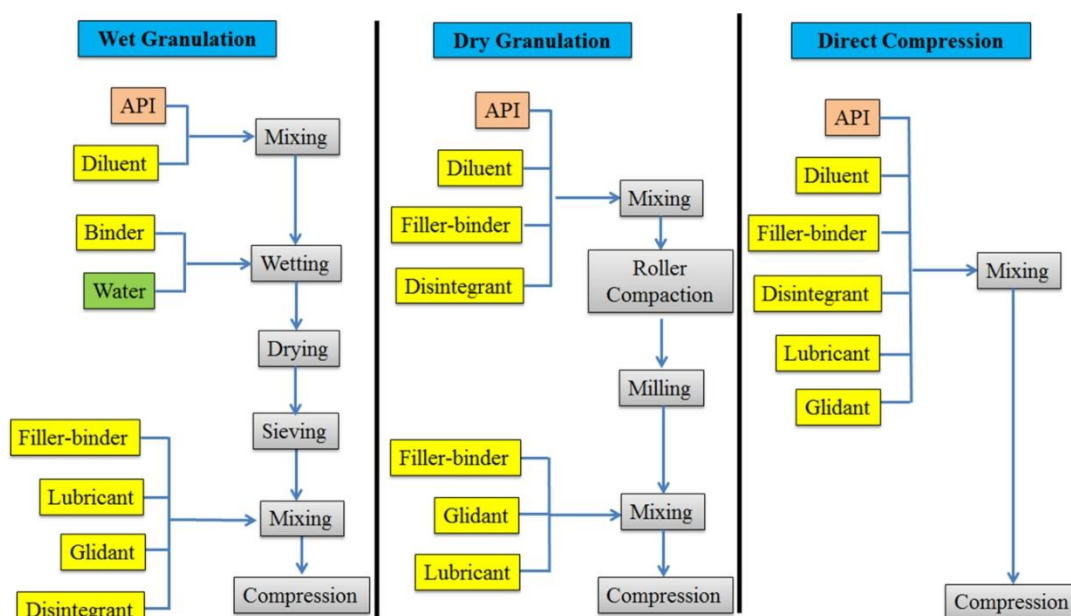 Wet Granulation
API
Diluent
Mixing
Binder
Water
Wetting
Drying
Sieving
Filler-binder
Lubricant
Glidant
Disintegrant
Mixing
Compression
Dry Granulation
API
Diluent
Filler-binder
Disintegrant
Mixing
Roller
Compaction
Milling
Filler-binder
Glidant
Lubricant
Mixing
Compression
Direct Compression
API
Diluent
Filler-binder
Disintegrant
Lubricant
Glidant
Mixing
Compression